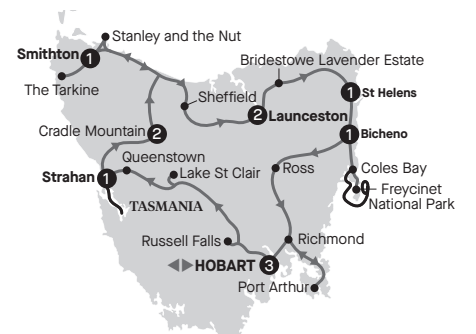 Stanley and the Nut
Smithton 1
Bridestowe Lavender Estate
The Tarkine
Sheffield
1 St Helens
2 Launceston
Cradle Mountain 2
1 Bicheno
Queenstown
Lake St Clair
Ross
Coles Bay
Strahan 1
Freycinet
National Park
TASMANIA
Russell Falls
Richmond
HOBART 3
Port Arthur